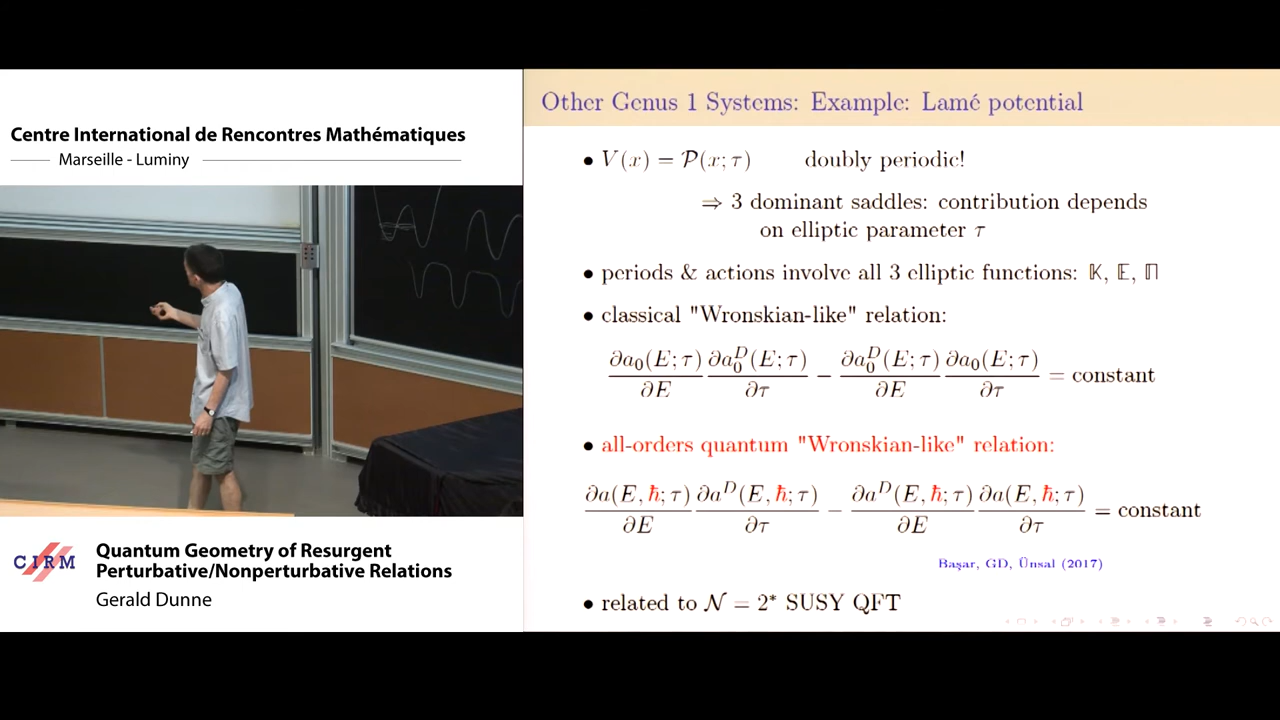 Centre International de Rencontres Mathématiques
Marseille - Luminy
CIRM
Quantum Geometry of Resurgent
Perturbative/Nonperturbative Relations
Gerald Dunne
Other Genus 1 Systems: Example: Lamé potential
• V(x) = 𝒫(x; τ) doubly periodic!
⇒ 3 dominant saddles: contribution depends
on elliptic parameter τ
• periods & actions involve all 3 elliptic functions: 𝕂, 𝔼, ℿ
• classical "Wronskian-like" relation:
∂a₀(E; τ)/∂E ∂a₀ᴰ(E; τ)/∂τ − ∂a₀ᴰ(E; τ)/∂E ∂a₀(E; τ)/∂τ = constant
• all-orders quantum "Wronskian-like" relation:
∂a(E, ħ; τ)/∂E ∂aᴰ(E, ħ; τ)/∂τ − ∂aᴰ(E, ħ; τ)/∂E ∂a(E, ħ; τ)/∂τ = constant
Başar, GD, Ünsal (2017)
• related to 𝒩 = 2* SUSY QFT